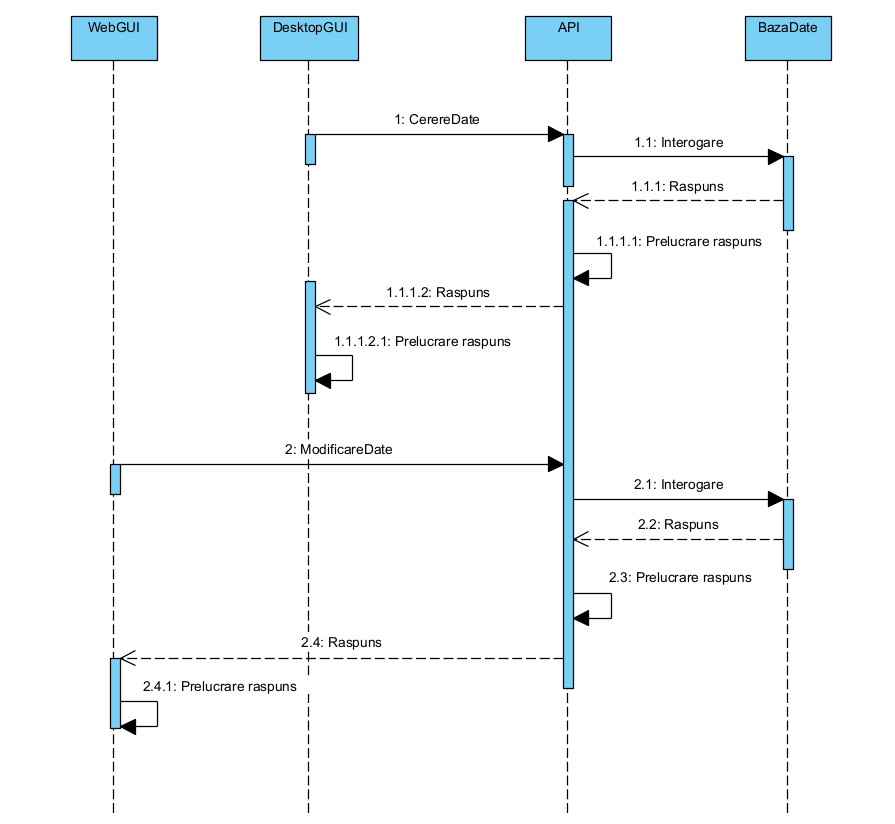 WebGUI
DesktopGUI
API
BazaDate
1: CerereDate
1.1: Interogare
1.1.1: Raspuns
1.1.1.1: Prelucrare raspuns
1.1.1.2: Raspuns
1.1.1.2.1: Prelucrare raspuns
2: ModificareDate
2.1: Interogare
2.2: Raspuns
2.3: Prelucrare raspuns
2.4: Raspuns
2.4.1: Prelucrare raspuns